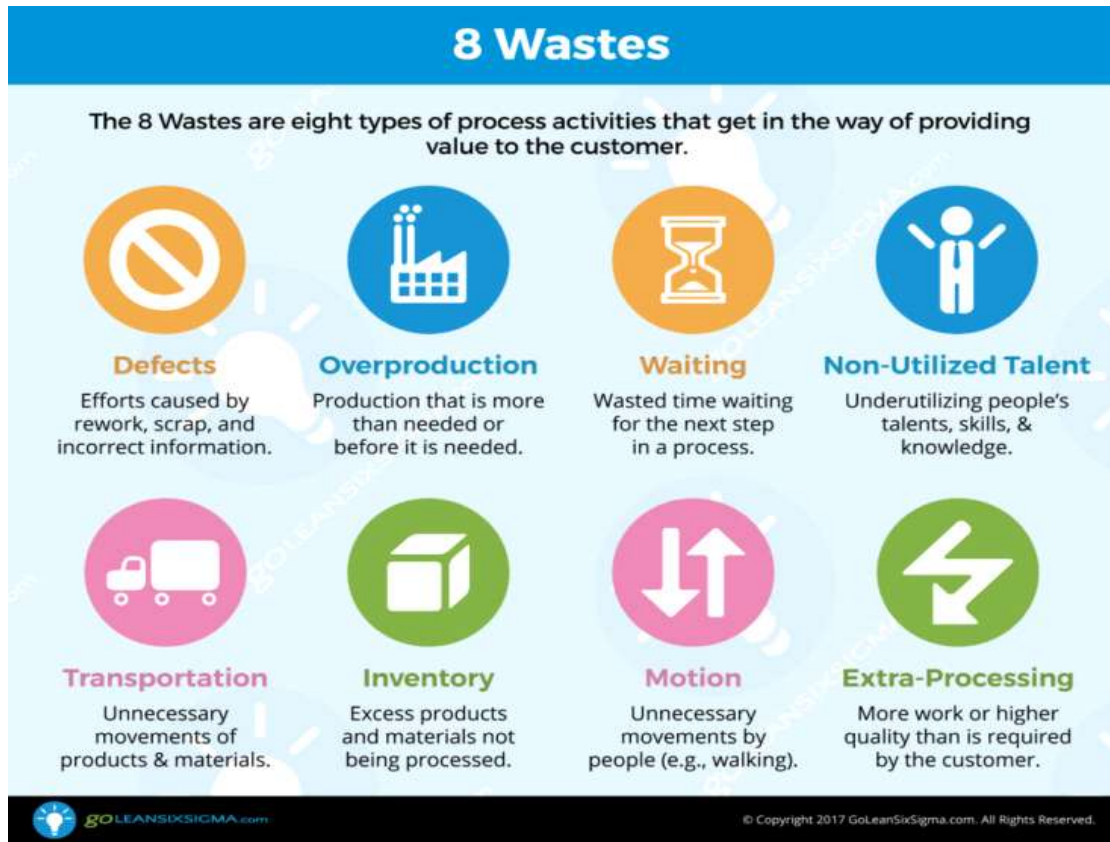 8 Wastes
The 8 Wastes are eight types of process activities that get in the way of providing
value to the customer.
Defects
Efforts caused by
rework, scrap, and
incorrect information.
Overproduction
Production that is more
than needed or
before it is needed.
Waiting
Wasted time waiting
for the next step
in a process.
Non-Utilized Talent
Underutilizing people's
talents, skills, &
knowledge.
Transportation
Unnecessary
movements of
products & materials.
Inventory
Excess products
and materials not
being processed.
Motion
Unnecessary
movements by
people (e.g., walking).
Extra-Processing
More work or higher
quality than is required
by the customer.
goLEANSIXSIGMA.com
© Copyright 2017 GoLeanSixSigma.com. All Rights Reserved.